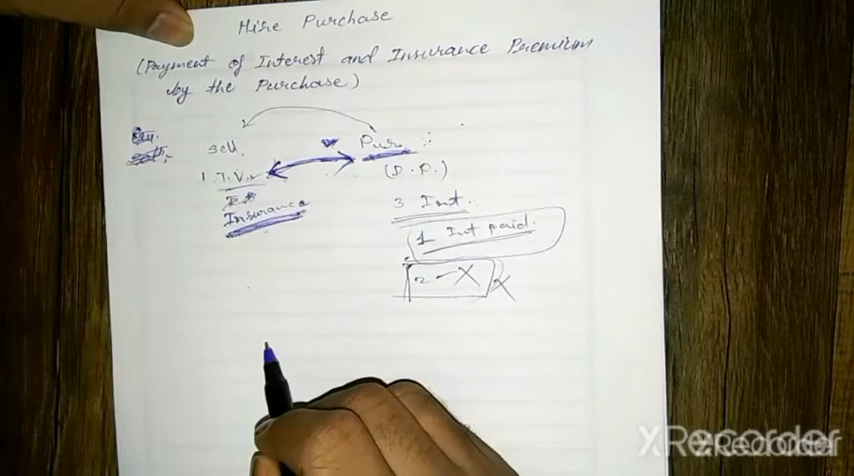 Hire Purchase
(Payment of Interest and Insurance Premium
by the Purchase)
Sell. Pur.
1. T.V. (D.P.)
Insurance 3 Int.
1 Int paid.
2 - X X
XRecorder
XRecorder